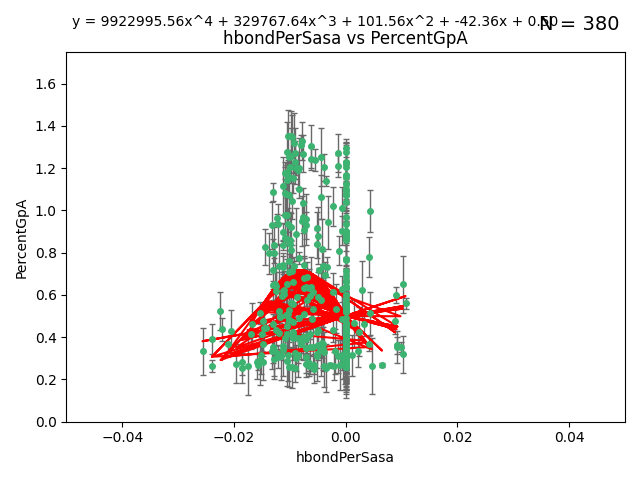 y = 9922995.56x^4 + 329767.64x^3 + 101.56x^2 + -42.36x + 0.50
N = 380
hbondPerSasa vs PercentGpA
1.6
1.4
1.2
1.0
0.8
0.6
0.4
0.2
0.0
PercentGpA
−0.04 −0.02 0.00 0.02 0.04
hbondPerSasa